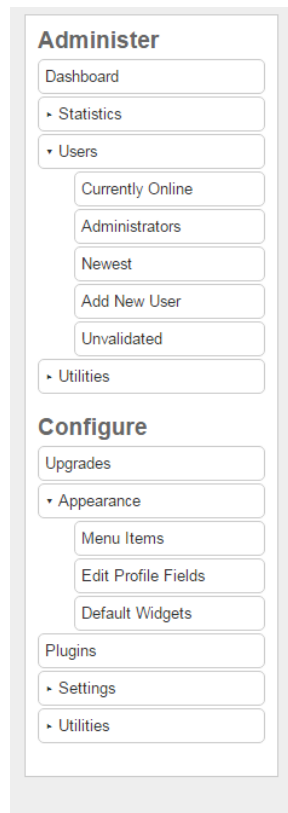 Administer
Dashboard
Statistics
Users
Currently Online
Administrators
Newest
Add New User
Unvalidated
Utilities
Configure
Upgrades
Appearance
Menu Items
Edit Profile Fields
Default Widgets
Plugins
Settings
Utilities